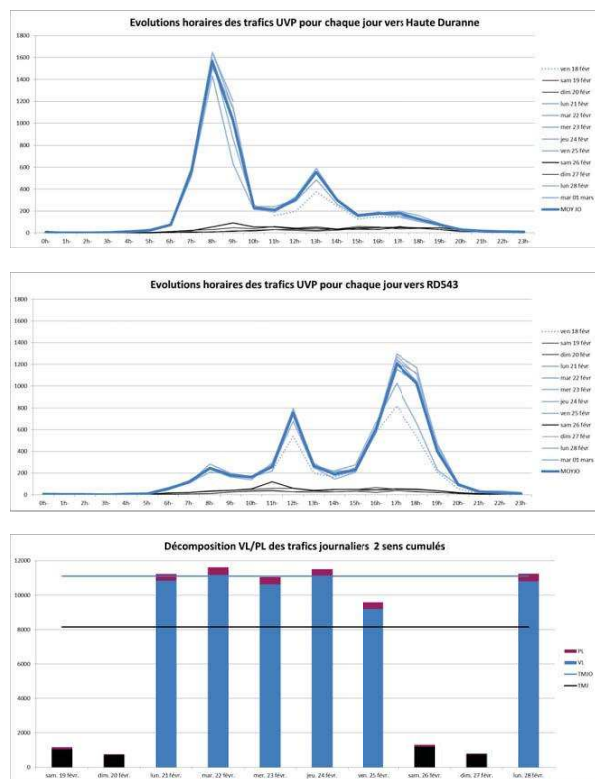 Evolutions horaires des trafics UVP pour chaque jour vers Haute Duranne
1800
1600
1400
1200
1000
800
600
400
200
0
0h- 1h- 2h- 3h- 4h- 5h- 6h- 7h- 8h- 9h- 10h- 11h- 12h- 13h- 14h- 15h- 16h- 17h- 18h- 19h- 20h- 21h- 22h- 23h-
ven 18 févr
sam 19 févr
dim 20 févr
lun 21 févr
mar 22 févr
mer 23 févr
jeu 24 févr
ven 25 févr
sam 26 févr
dim 27 févr
lun 28 févr
mar 01 mars
MOY JO
Evolutions horaires des trafics UVP pour chaque jour vers RD543
1800
1600
1400
1200
1000
800
600
400
200
0
0h- 1h- 2h- 3h- 4h- 5h- 6h- 7h- 8h- 9h- 10h- 11h- 12h- 13h- 14h- 15h- 16h- 17h- 18h- 19h- 20h- 21h- 22h- 23h-
ven 18 févr
sam 19 févr
dim 20 févr
lun 21 févr
mar 22 févr
mer 23 févr
jeu 24 févr
ven 25 févr
sam 26 févr
dim 27 févr
lun 28 févr
mar 01 mars
MOY JO
Décomposition VL/PL des trafics journaliers 2 sens cumulés
12000
10000
8000
6000
4000
2000
0
sam. 19 févr. dim. 20 févr. lun. 21 févr. mar. 22 févr. mer. 23 févr. jeu. 24 févr. ven. 25 févr. sam. 26 févr. dim. 27 févr. lun. 28 févr.
PL
VL
TMJO
TMJ